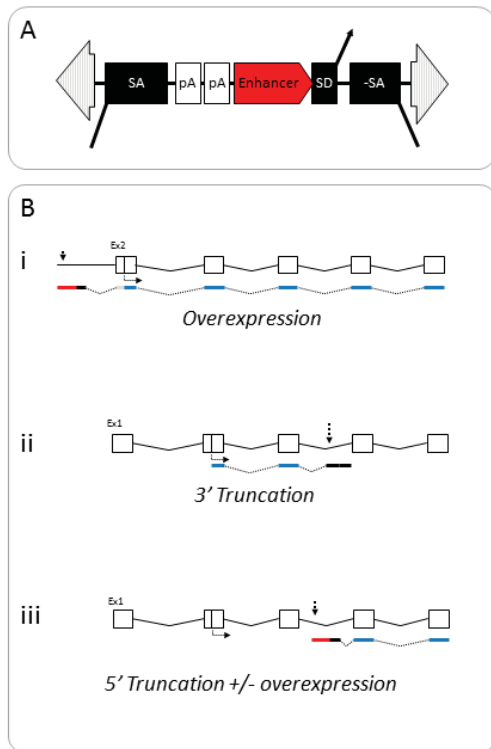 A
SA pA pA Enhancer SD -SA
B
i
Ex2
Overexpression
ii
Ex1
3’ Truncation
iii
Ex1
5’ Truncation +/- overexpression